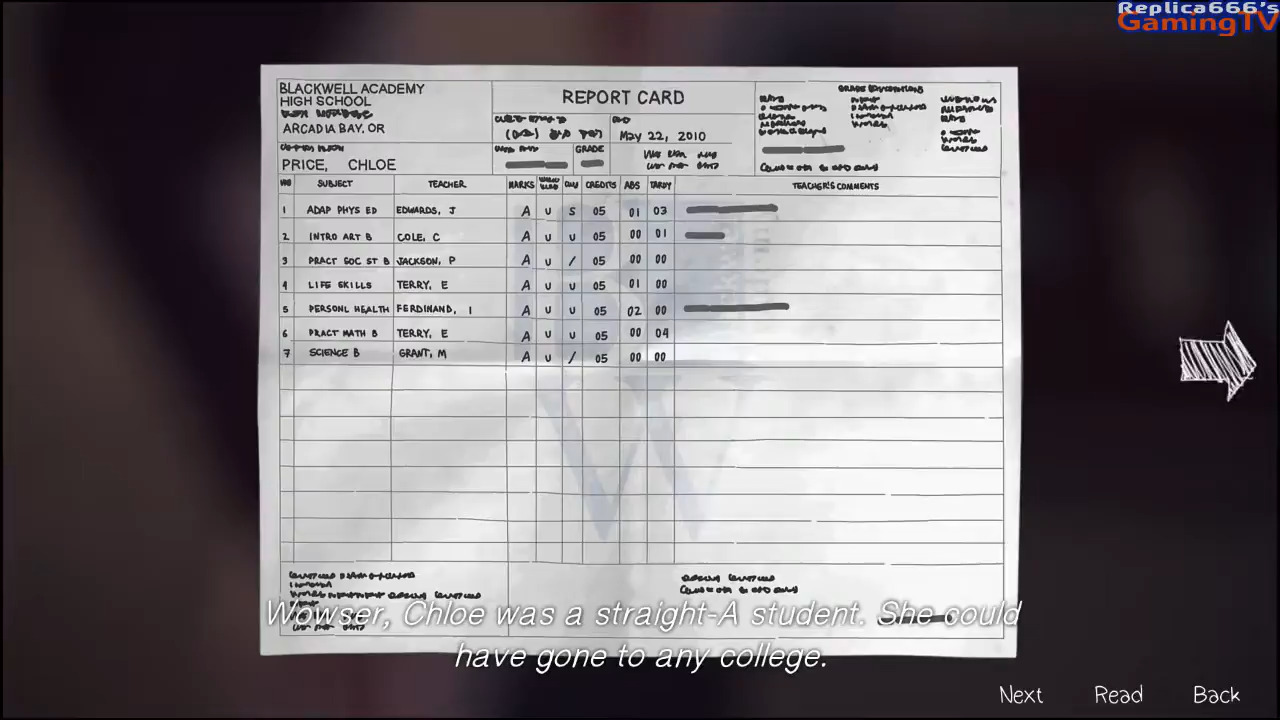 Replica666's
GamingTV
BLACKWELL ACADEMY
HIGH SCHOOL
ARCADIA BAY, OR
REPORT CARD
May 22, 2010
GRADE
PRICE, CHLOE
SUBJECT TEACHER MARKS CREDITS ABS TARDY TEACHER'S COMMENTS
1 ADAP PHYS ED EDWARDS, J A U S 05 01 03
2 INTRO ART B COLE, C A U U 05 00 01
3 PRACT SOC ST B JACKSON, P A U / 05 00 00
4 LIFE SKILLS TERRY, E A U U 05 01 00
5 PERSONL HEALTH FERDINAND, I A U U 05 02 00
6 PRACT MATH B TERRY, E A U U 05 00 04
7 SCIENCE B GRANT, M A U / 05 00 00
Wowser, Chloe was a straight-A student. She could
have gone to any college.
Next Read Back